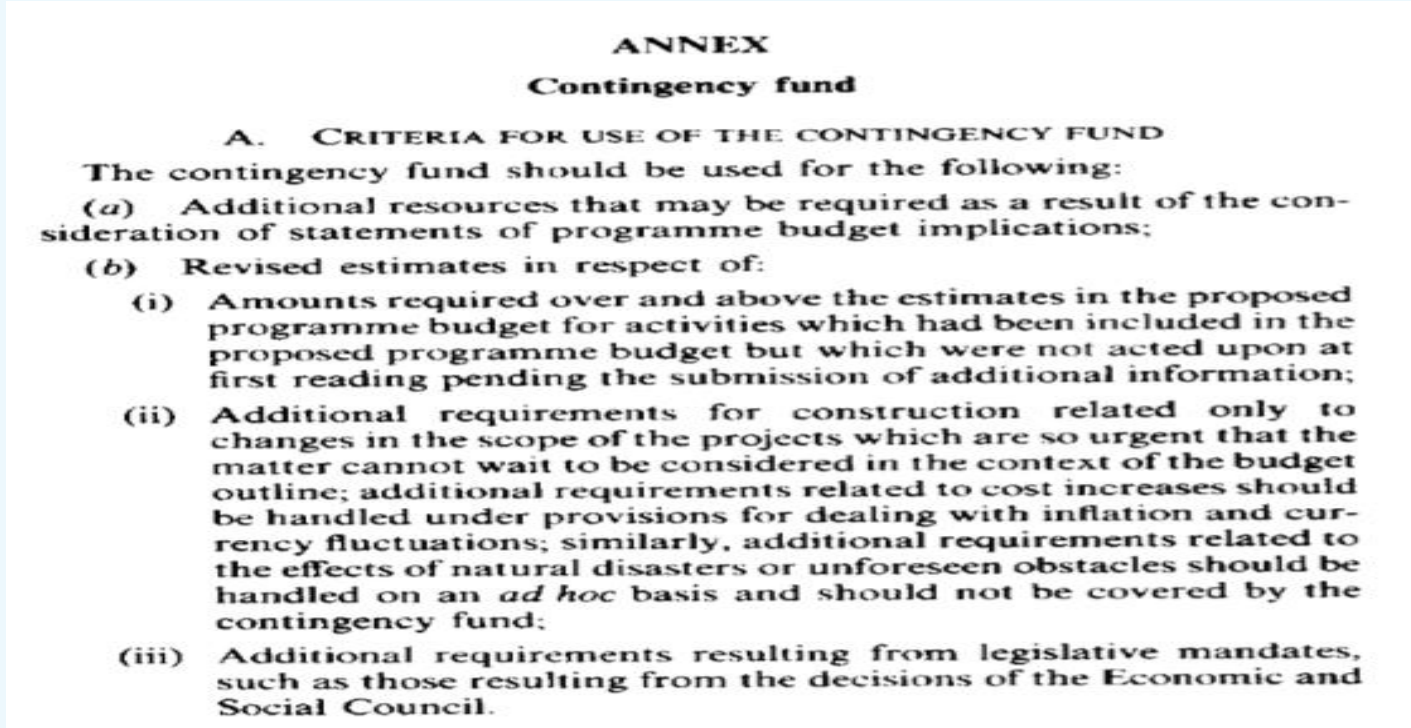 ANNEX
Contingency fund
A. CRITERIA FOR USE OF THE CONTINGENCY FUND
The contingency fund should be used for the following:
(a) Additional resources that may be required as a result of the con-
sideration of statements of programme budget implications;
(b) Revised estimates in respect of:
(i) Amounts required over and above the estimates in the proposed
programme budget for activities which had been included in the
proposed programme budget but which were not acted upon at
first reading pending the submission of additional information;
(ii) Additional requirements for construction related only to
changes in the scope of the projects which are so urgent that the
matter cannot wait to be considered in the context of the budget
outline; additional requirements related to cost increases should
be handled under provisions for dealing with inflation and cur-
rency fluctuations; similarly, additional requirements related to
the effects of natural disasters or unforeseen obstacles should be
handled on an ad hoc basis and should not be covered by the
contingency fund;
(iii) Additional requirements resulting from legislative mandates,
such as those resulting from the decisions of the Economic and
Social Council.